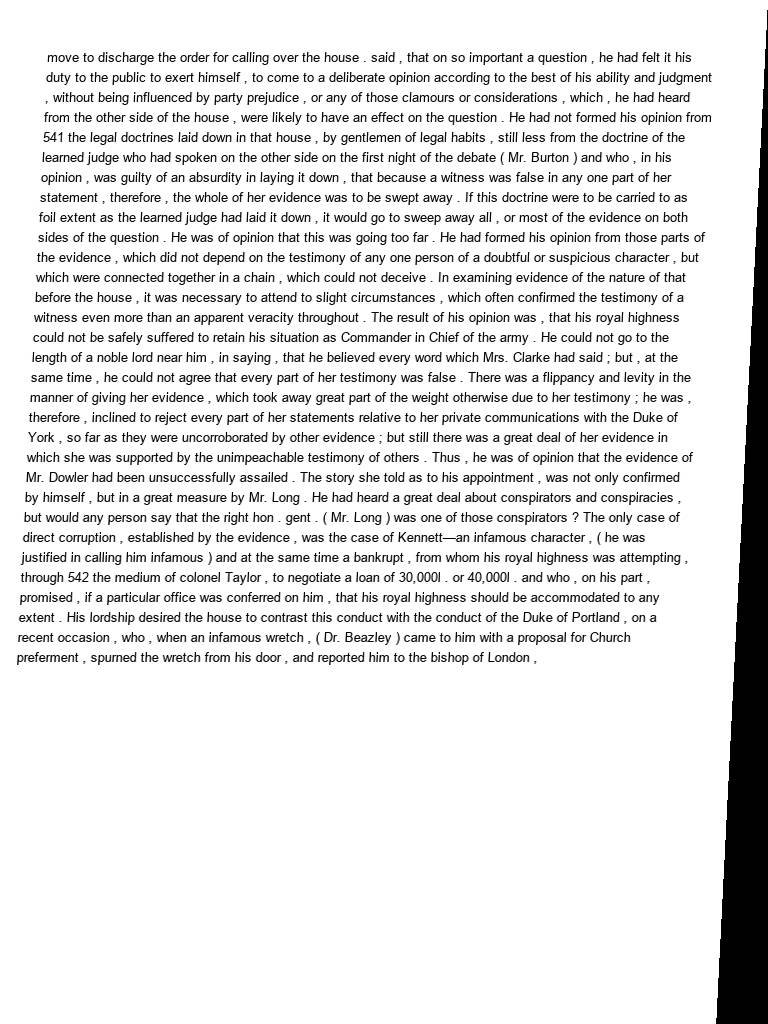 move to discharge the order for calling over the house . said , that on so important a question , he had felt it his
duty to the public to exert himself , to come to a deliberate opinion according to the best of his ability and judgment
, without being influenced by party prejudice , or any of those clamours or considerations , which , he had heard
from the other side of the house , were likely to have an effect on the question . He had not formed his opinion from
541 the legal doctrines laid down in that house , by gentlemen of legal habits , still less from the doctrine of the
learned judge who had spoken on the other side on the first night of the debate ( Mr. Burton ) and who , in his
opinion , was guilty of an absurdity in laying it down , that because a witness was false in any one part of her
statement , therefore , the whole of her evidence was to be swept away . If this doctrine were to be carried to as
foil extent as the learned judge had laid it down , it would go to sweep away all , or most of the evidence on both
sides of the question . He was of opinion that this was going too far . He had formed his opinion from those parts of
the evidence , which did not depend on the testimony of any one person of a doubtful or suspicious character , but
which were connected together in a chain , which could not deceive . In examining evidence of the nature of that
before the house , it was necessary to attend to slight circumstances , which often confirmed the testimony of a
witness even more than an apparent veracity throughout . The result of his opinion was , that his royal highness
could not be safely suffered to retain his situation as Commander in Chief of the army . He could not go to the
length of a noble lord near him , in saying , that he believed every word which Mrs. Clarke had said ; but , at the
same time , he could not agree that every part of her testimony was false . There was a flippancy and levity in the
manner of giving her evidence , which took away great part of the weight otherwise due to her testimony ; he was ,
therefore , inclined to reject every part of her statements relative to her private communications with the Duke of
York , so far as they were uncorroborated by other evidence ; but still there was a great deal of her evidence in
which she was supported by the unimpeachable testimony of others . Thus , he was of opinion that the evidence of
Mr. Dowler had been unsuccessfully assailed . The story she told as to his appointment , was not only confirmed
by himself , but in a great measure by Mr. Long . He had heard a great deal about conspirators and conspiracies ,
but would any person say that the right hon . gent . ( Mr. Long ) was one of those conspirators ? The only case of
direct corruption , established by the evidence , was the case of Kennett—an infamous character , ( he was
justified in calling him infamous ) and at the same time a bankrupt , from whom his royal highness was attempting ,
through 542 the medium of colonel Taylor , to negotiate a loan of 30,000l . or 40,000l . and who , on his part ,
promised , if a particular office was conferred on him , that his royal highness should be accommodated to any
extent . His lordship desired the house to contrast this conduct with the conduct of the Duke of Portland , on a
recent occasion , who , when an infamous wretch , ( Dr. Beazley ) came to him with a proposal for Church
preferment , spurned the wretch from his door , and reported him to the bishop of London ,